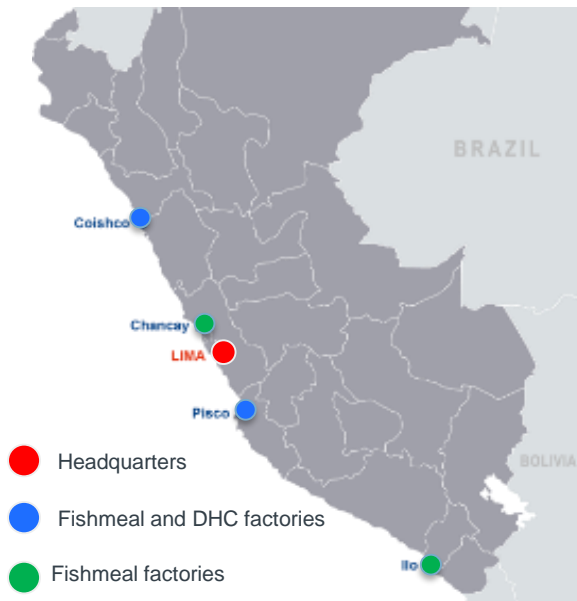 BRAZIL
Coishco
Chancay
LIMA
Pisco
Headquarters
BOLIVIA
Fishmeal and DHC factories
Ilo
Fishmeal factories